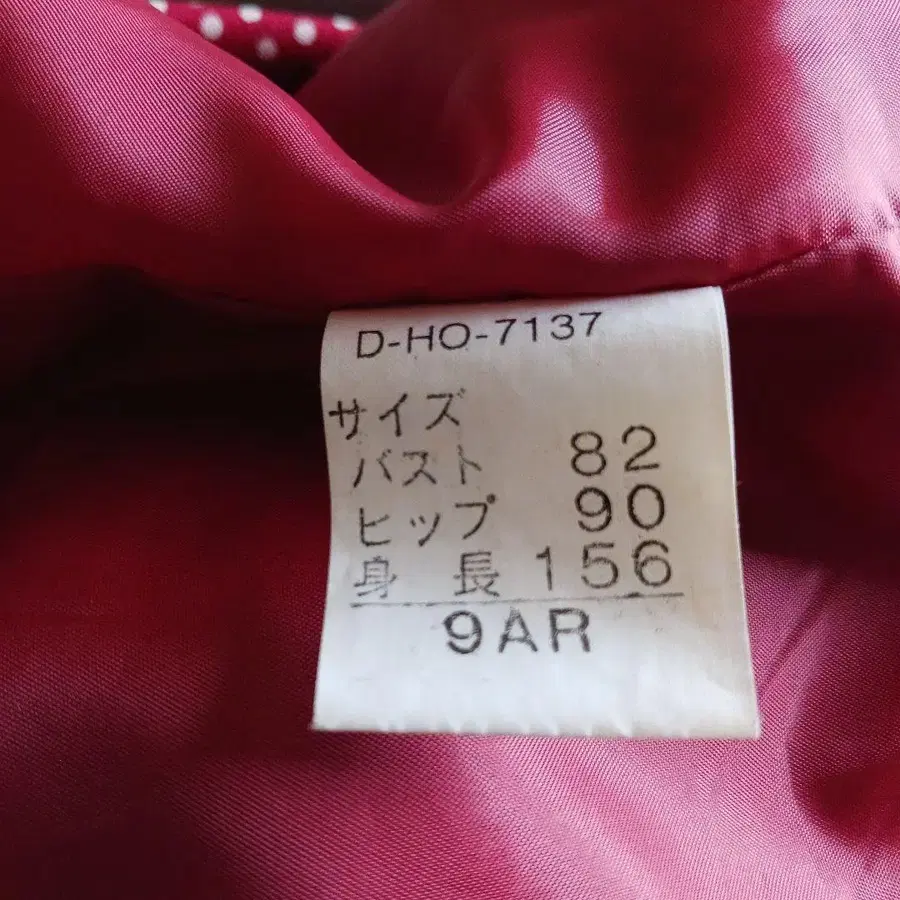 D-HO-7137
サイズ
バスト 82
ヒップ 90
身長 156
9AR